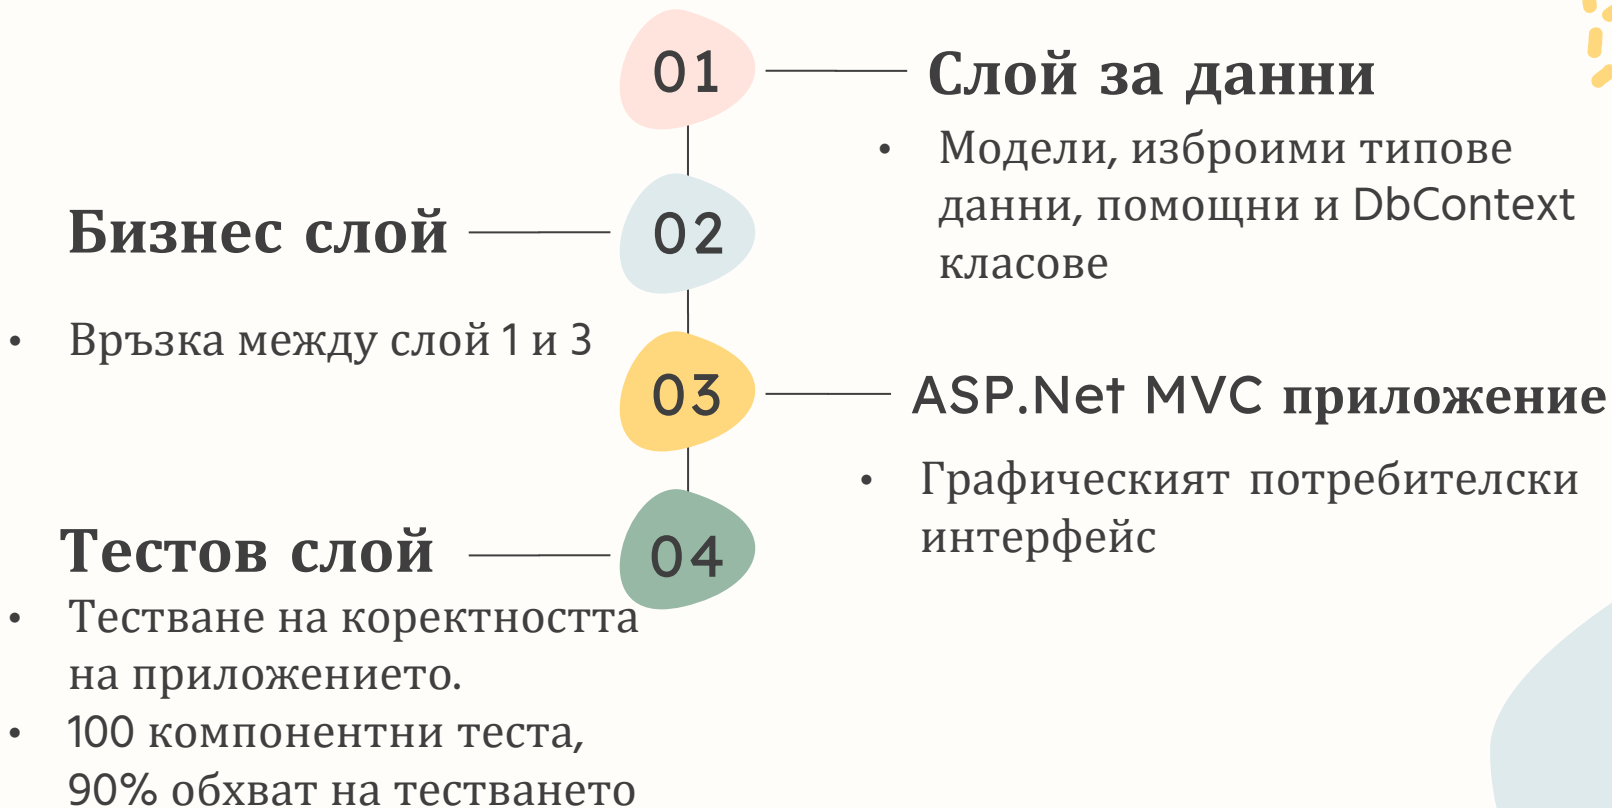 01
Слой за данни
• Модели, изброими типове
данни, помощни и DbContext
класове
02
Бизнес слой
• Връзка между слой 1 и 3
03
ASP.Net MVC приложение
• Графическият потребителски
интерфейс
04
Тестов слой
• Тестване на коректността
на приложението.
• 100 компонентни теста,
90% обхват на тестването